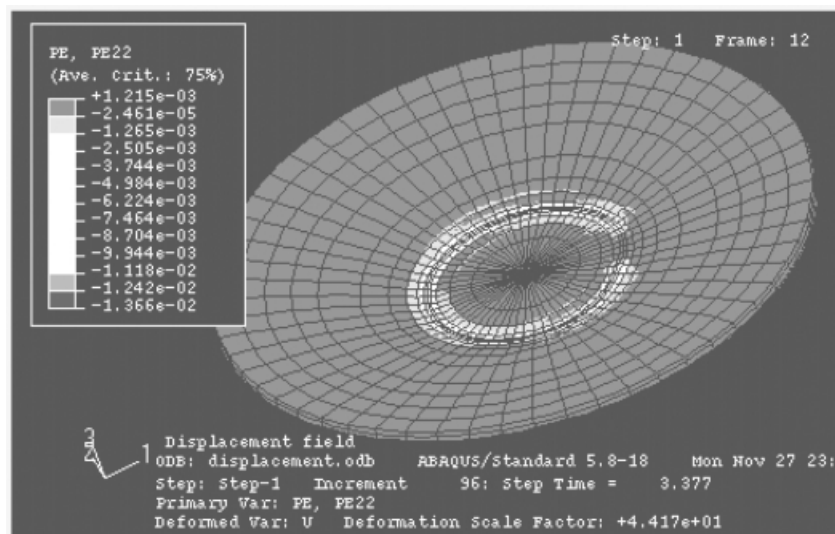 PE, PE22
(Ave. Crit.: 75%)
+1.215e-03
-2.461e-05
-1.265e-03
-2.505e-03
-3.744e-03
-4.984e-03
-6.224e-03
-7.464e-03
-8.704e-03
-9.944e-03
-1.118e-02
-1.242e-02
-1.366e-02
Step: 1 Frame: 12
3
2
1
Displacement field
ODB: displacement.odb ABAQUS/Standard 5.8-18 Mon Nov 27 23:
Step: Step-1 Increment 96: Step Time = 3.377
Primary Var: PE, PE22
Deformed Var: U Deformation Scale Factor: +4.417e+01